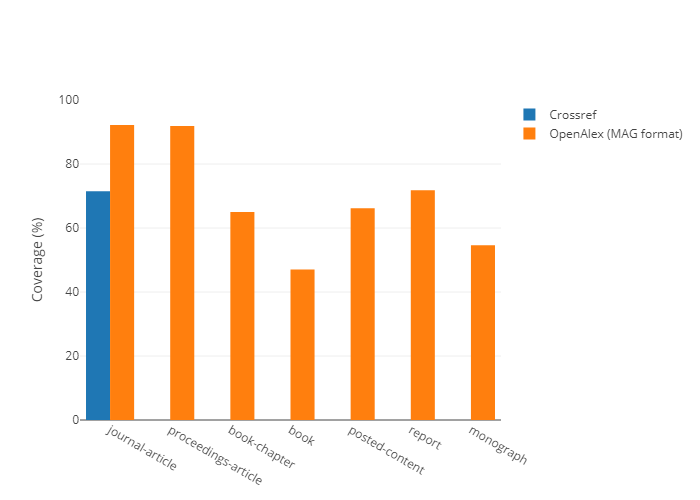 100
80
60
40
20
0
Coverage (%)
journal-article
proceedings-article
book-chapter
book
posted-content
report
monograph
Crossref
OpenAlex (MAG format)